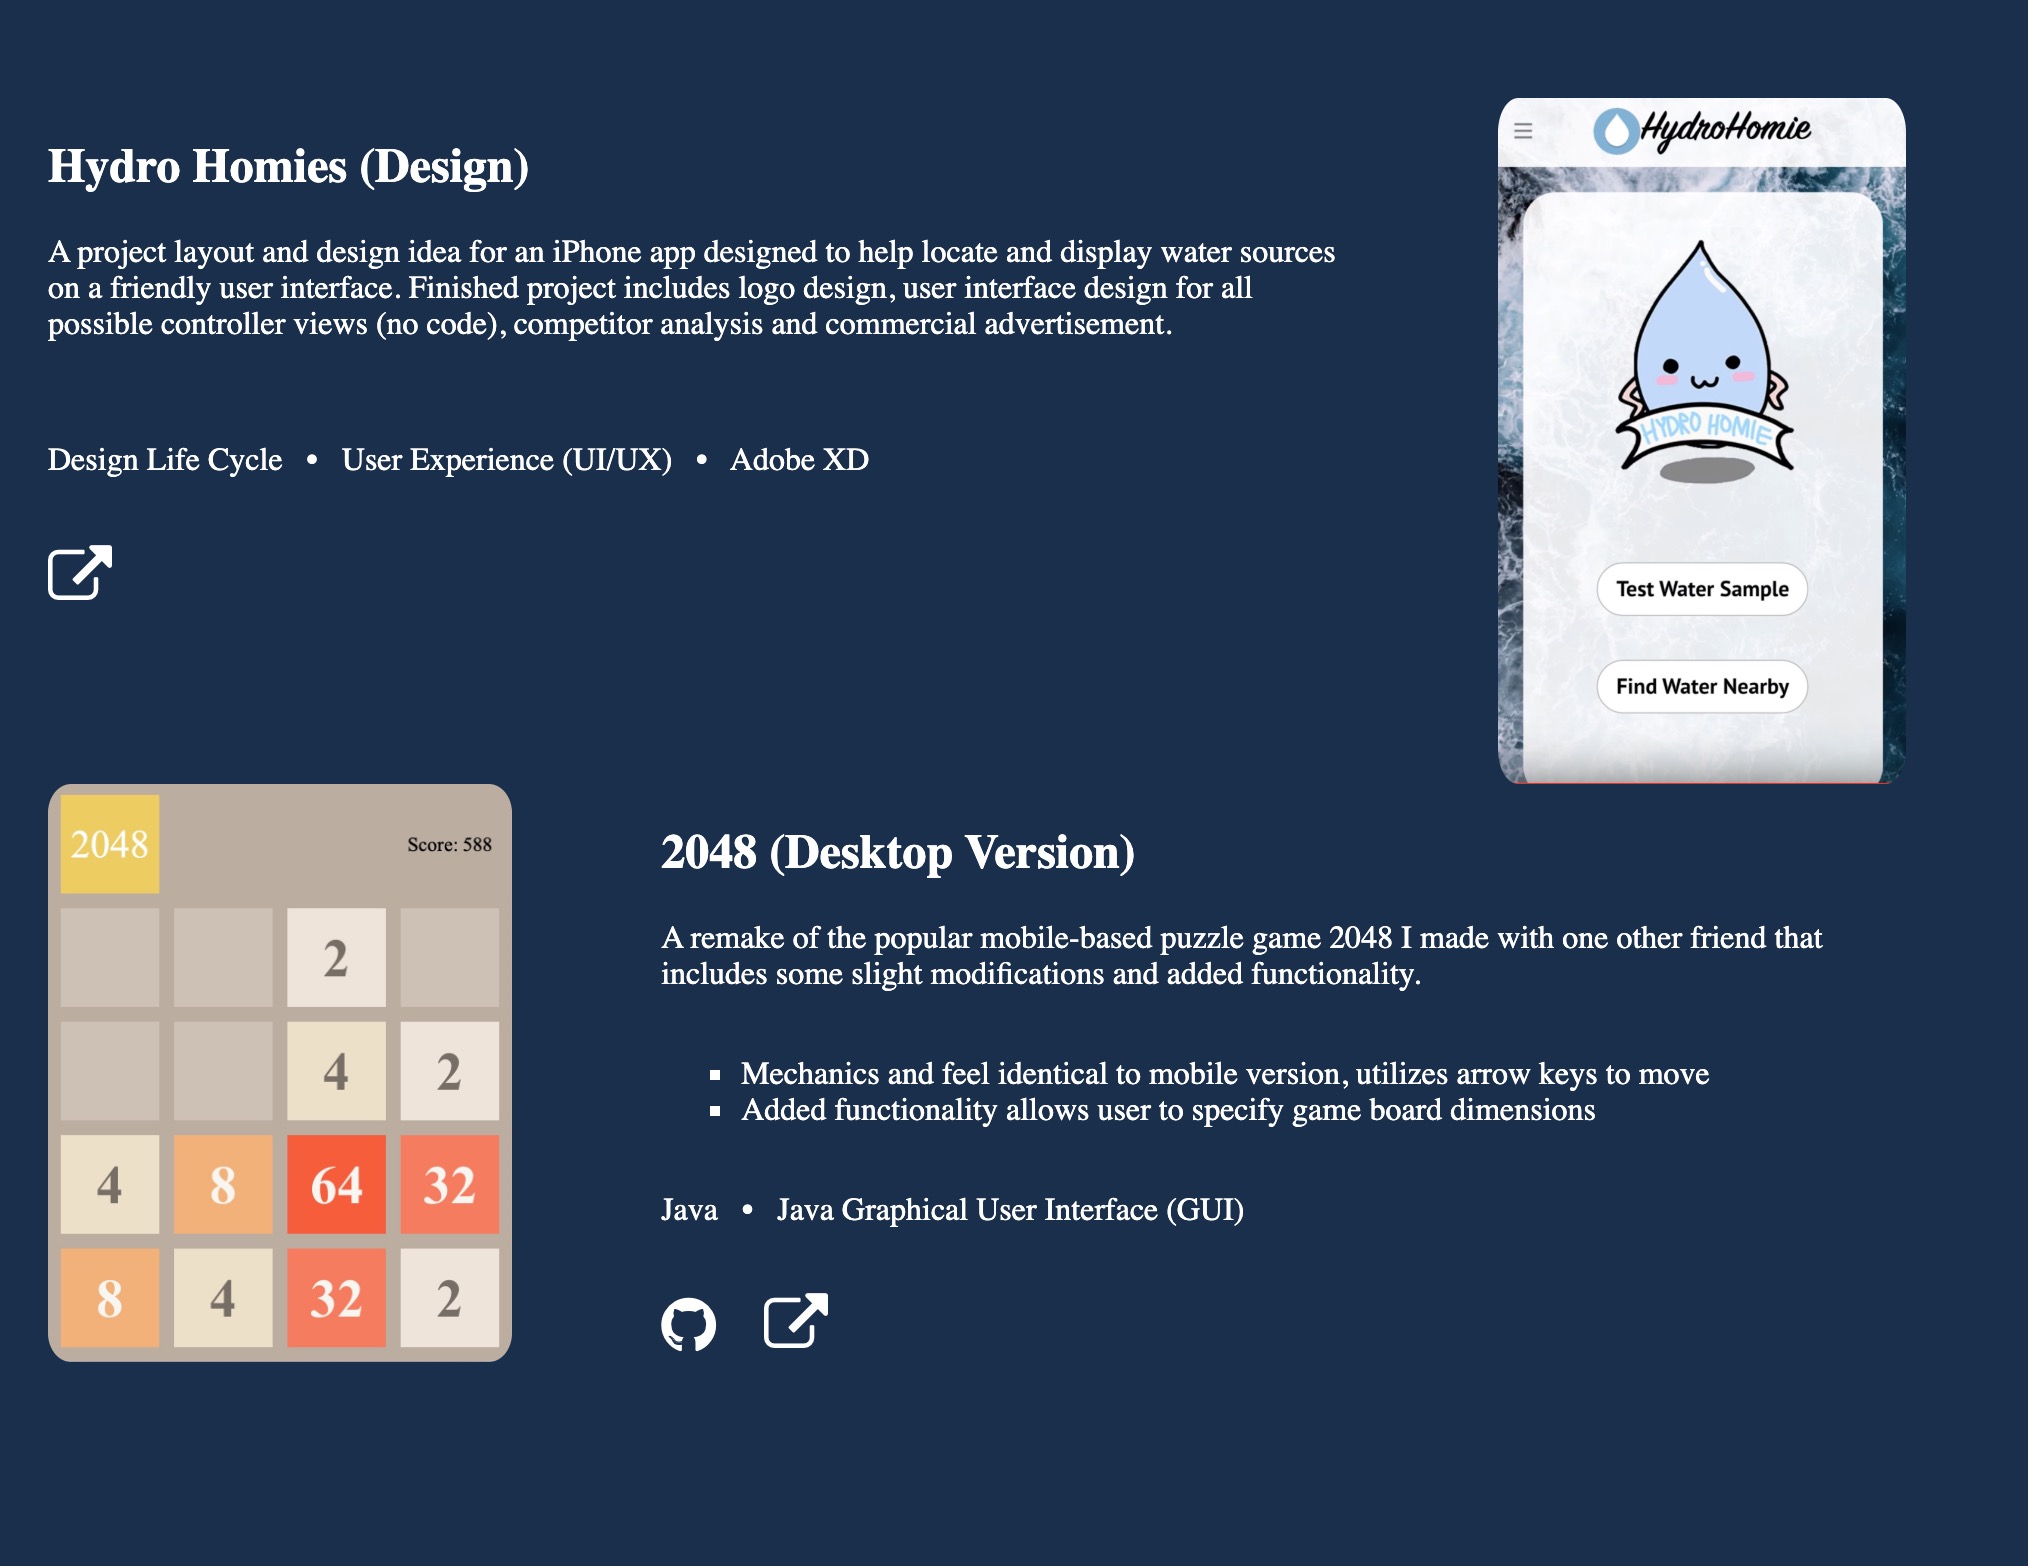 Hydro Homies (Design)
A project layout and design idea for an iPhone app designed to help locate and display water sources
on a friendly user interface. Finished project includes logo design, user interface design for all
possible controller views (no code), competitor analysis and commercial advertisement.
Design Life Cycle • User Experience (UI/UX) • Adobe XD
HydroHomie
HYDRO HOMIE
Test Water Sample
Find Water Nearby
2048
Score: 588
2
4 2
4 8 64 32
8 4 32 2
2048 (Desktop Version)
A remake of the popular mobile-based puzzle game 2048 I made with one other friend that
includes some slight modifications and added functionality.
▪ Mechanics and feel identical to mobile version, utilizes arrow keys to move
▪ Added functionality allows user to specify game board dimensions
Java • Java Graphical User Interface (GUI)